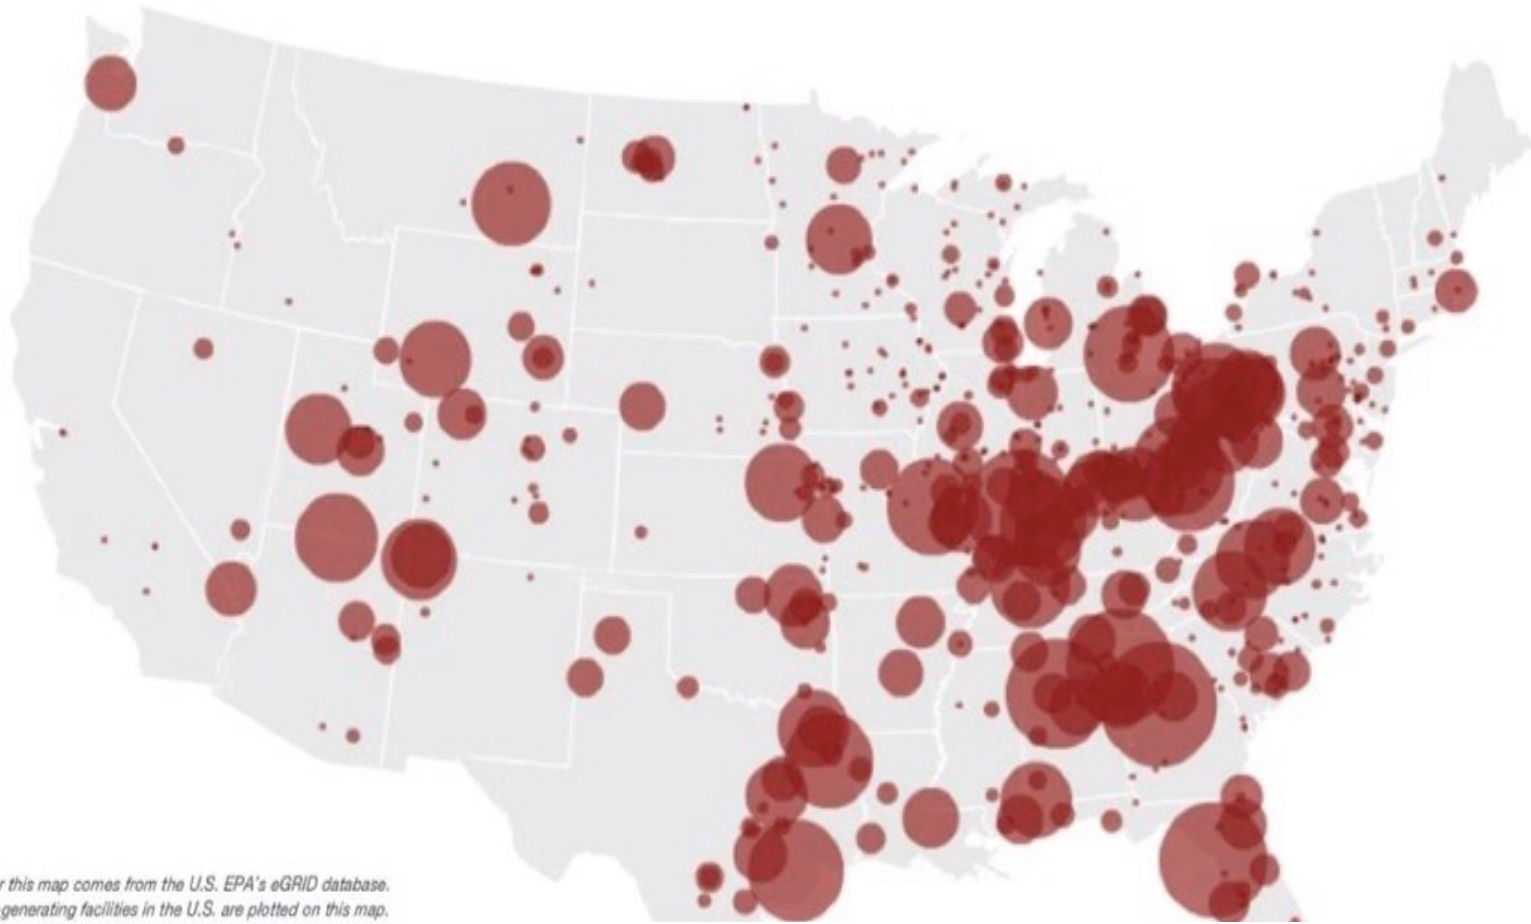 r this map comes from the U.S. EPA's eGRID database.
-generating facilities in the U.S. are plotted on this map.